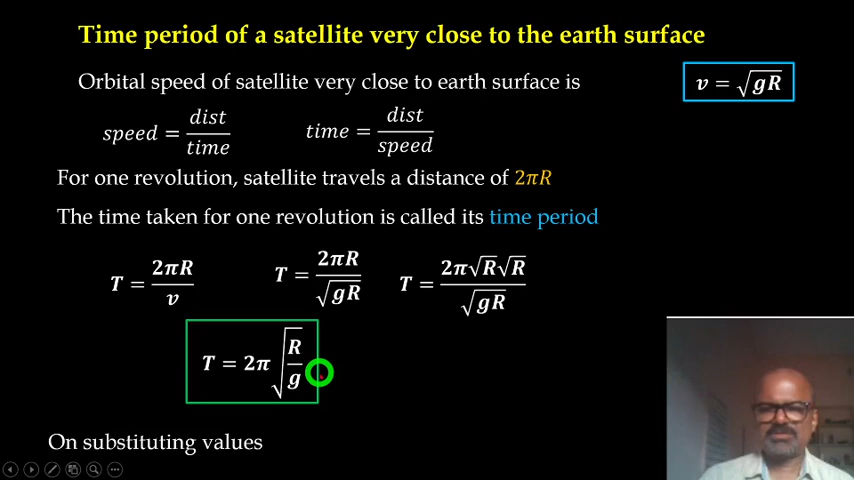 Time period of a satellite very close to the earth surface
Orbital speed of satellite very close to earth surface is v = √gR
speed = dist/time time = dist/speed
For one revolution, satellite travels a distance of 2πR
The time taken for one revolution is called its time period
T = 2πR/v T = 2πR/√gR T = 2π√R√R/√gR
T = 2π√R/g
On substituting values